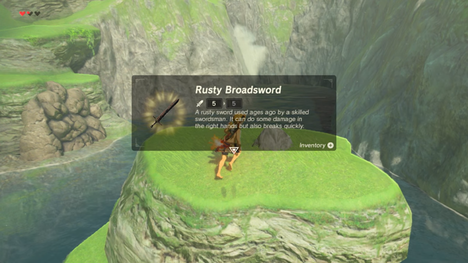 Rusty Broadsword
5 › 5
A rusty sword used ages ago by a skilled
swordsman. It can do some damage in
the right hands but also breaks quickly.
Inventory